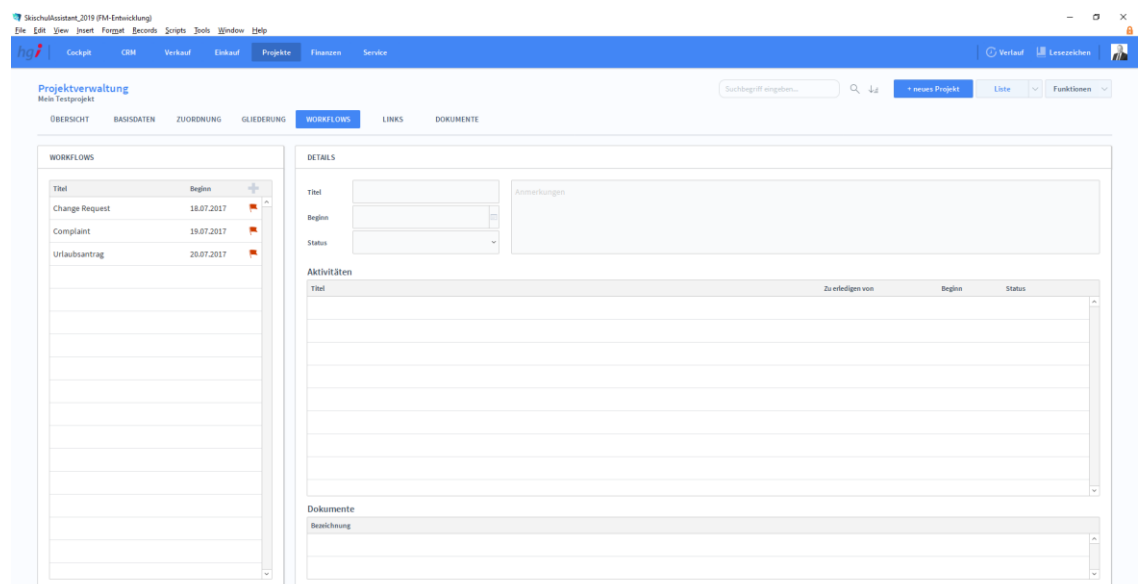 SkischulAssistant_2019 (FM-Entwicklung)
File Edit View Insert Format Records Scripts Tools Window Help
hgi Cockpit CRM Verkauf Einkauf Projekte Finanzen Service Verlauf Lesezeichen
Projektverwaltung
Mein Testprojekt
Suchbegriff eingeben... + neues Projekt Liste Funktionen
ÜBERSICHT BASISDATEN ZUORDNUNG GLIEDERUNG WORKFLOWS LINKS DOKUMENTE
WORKFLOWS
Titel Beginn
Change Request 18.07.2017
Complaint 19.07.2017
Urlaubsantrag 20.07.2017
DETAILS
Titel
Anmerkungen
Beginn
Status
Aktivitäten
Titel Zu erledigen von Beginn Status
Dokumente
Bezeichnung